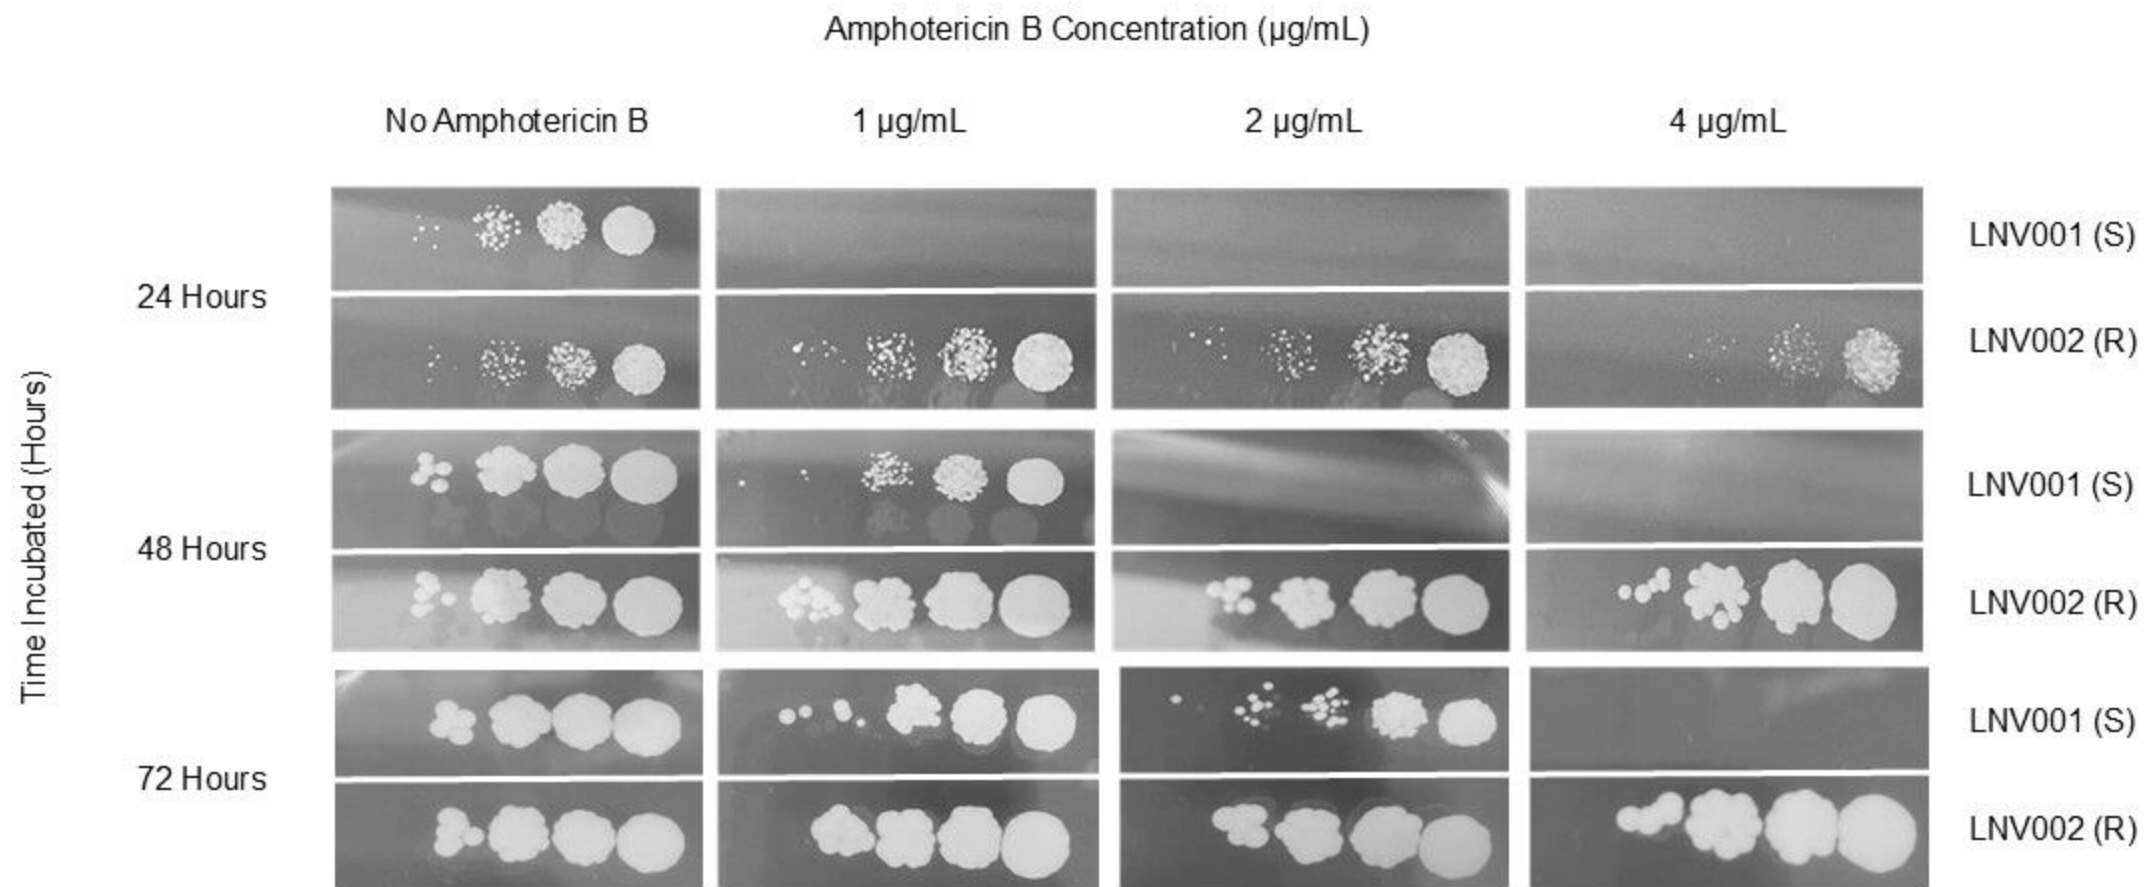 Amphotericin B Concentration (µg/mL)
No Amphotericin B 1 µg/mL 2 µg/mL 4 µg/mL
Time Incubated (Hours)
24 Hours
LNV001 (S)
LNV002 (R)
48 Hours
LNV001 (S)
LNV002 (R)
72 Hours
LNV001 (S)
LNV002 (R)